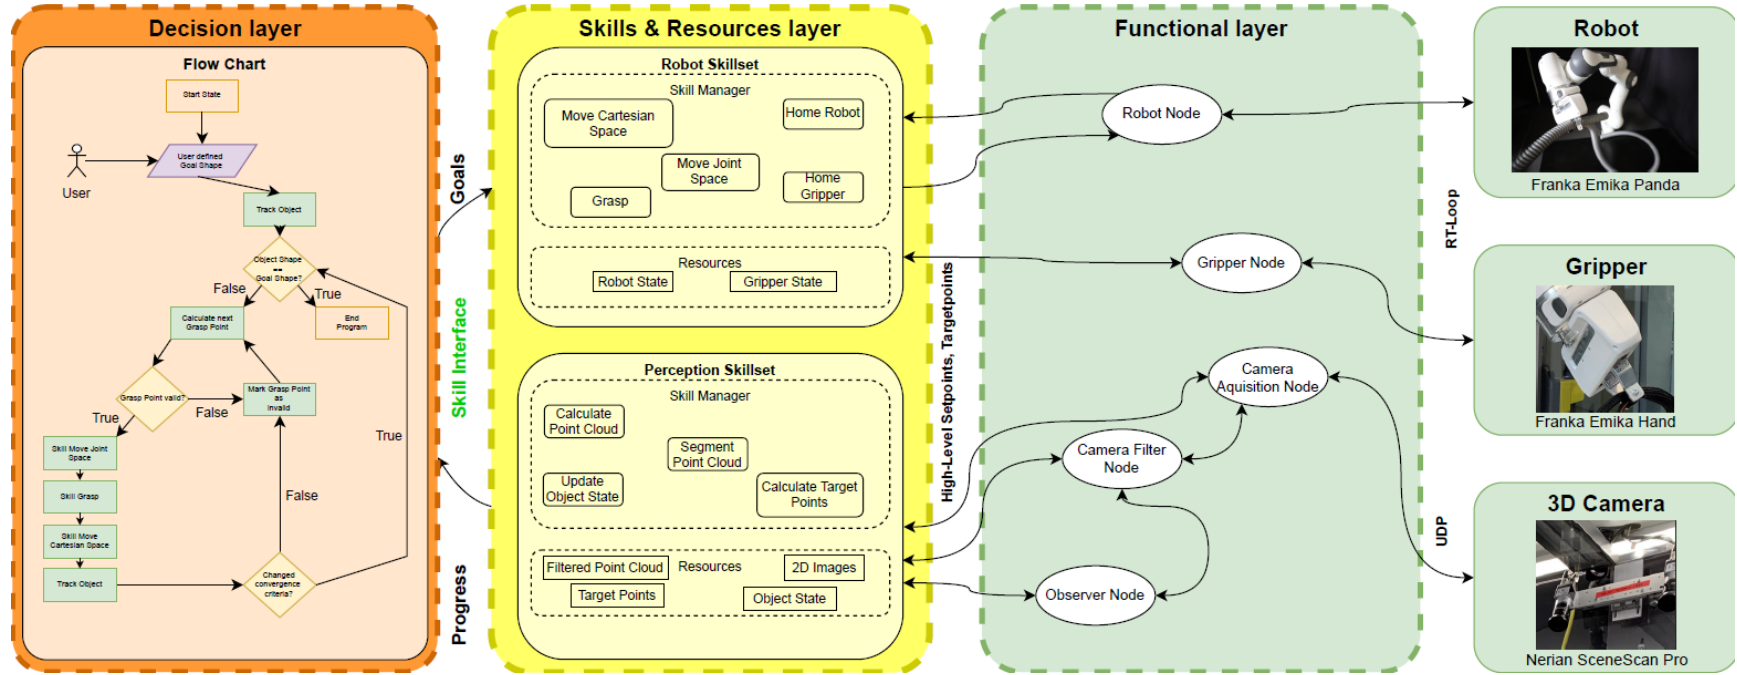 Decision layer
Flow Chart
Start State
User defined
Goal Shape
User
Track Object
Object Shape
==
Goal Shape?
False
True
Calculate next
Grasp Point
End
Program
Grasp Point valid?
False
Mark Grasp Point
as
invalid
True
True
Skill Move Joint
Space
Skill Grasp
False
Skill Move
Cartesian Space
Track Object
Changed
convergence
criteria?
Goals
Skill Interface
Progress
Skills & Resources layer
Robot Skillset
Skill Manager
Move Cartesian
Space
Home Robot
Move Joint
Space
Home
Gripper
Grasp
Resources
Robot State
Gripper State
Perception Skillset
Skill Manager
Calculate
Point Cloud
Segment
Point Cloud
Update
Object State
Calculate Target
Points
Resources
Filtered Point Cloud
2D Images
Target Points
Object State
High-Level Setpoints, Targetpoints
Functional layer
Robot Node
Gripper Node
Camera
Aquisition Node
Camera Filter
Node
Observer Node
RT-Loop
UDP
Robot
Franka Emika Panda
Gripper
Franka Emika Hand
3D Camera
Nerian SceneScan Pro